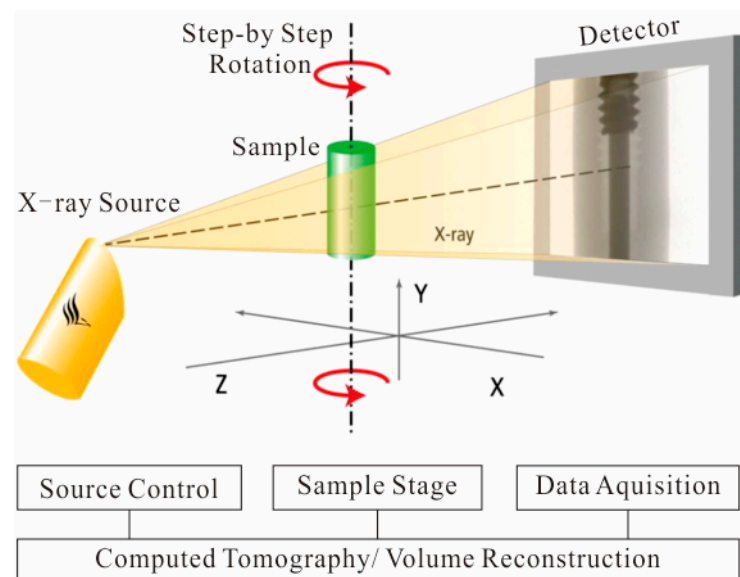 Step-by Step
Rotation
Detector
Sample
X-ray Source
X-ray
Y
Z
X
Source Control
Sample Stage
Data Aquisition
Computed Tomography/ Volume Reconstruction